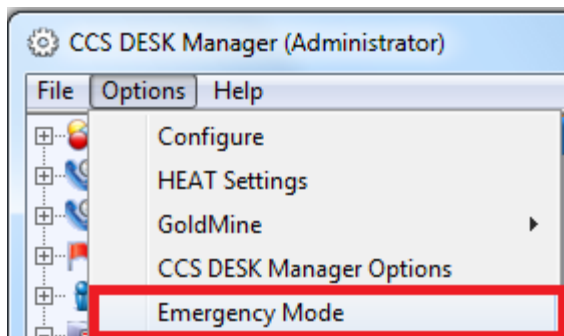 CCS DESK Manager (Administrator)
File Options Help
Configure
HEAT Settings
GoldMine
CCS DESK Manager Options
Emergency Mode